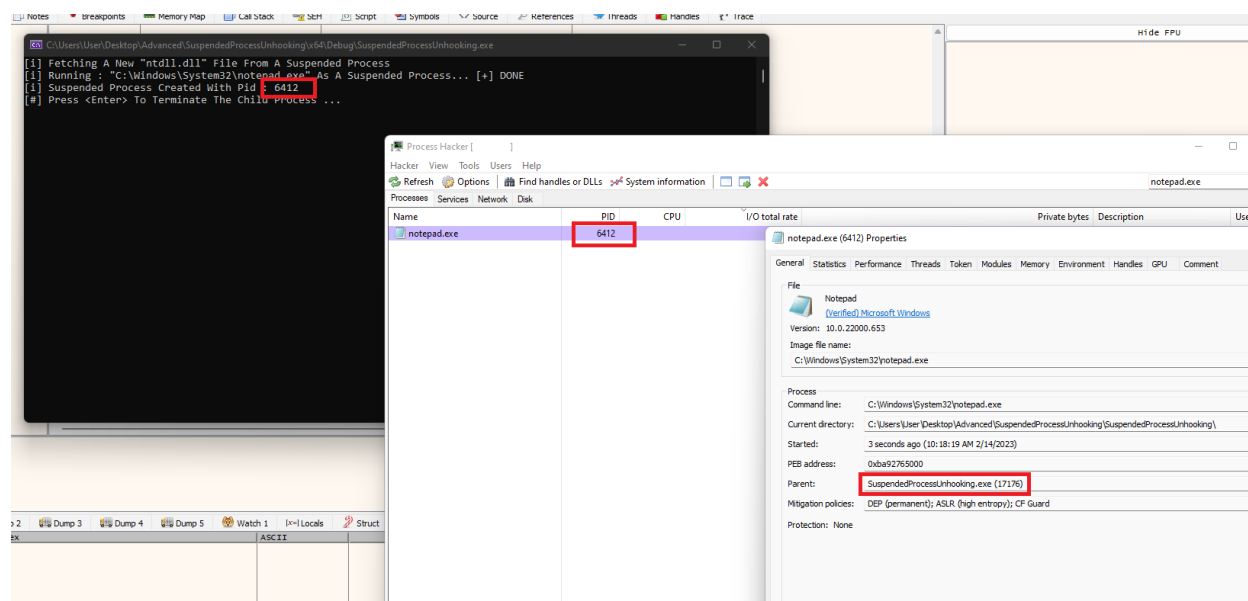 Notes Breakpoints Memory Map Call Stack SEH Script Symbols Source References Threads Handles Trace
Hide FPU
C:\Users\User\Desktop\Advanced\SuspendedProcessUnhooking\x64\Debug\SuspendedProcessUnhooking.exe
[i] Fetching A New "ntdll.dll" File From A Suspended Process
[i] Running : "C:\Windows\System32\notepad.exe" As A Suspended Process... [+] DONE
[i] Suspended Process Created With Pid : 6412
[#] Press <Enter> To Terminate The Child Process ...
Process Hacker [ ]
Hacker View Tools Users Help
Refresh Options Find handles or DLLs System information notepad.exe
Processes Services Network Disk
Name PID CPU I/O total rate Private bytes Description Use
notepad.exe 6412
notepad.exe (6412) Properties
General Statistics Performance Threads Token Modules Memory Environment Handles GPU Comment
File
Notepad
(Verified) Microsoft Windows
Version: 10.0.22000.653
Image file name:
C:\Windows\System32\notepad.exe
Process
Command line: C:\Windows\System32\notepad.exe
Current directory: C:\Users\User\Desktop\Advanced\SuspendedProcessUnhooking\SuspendedProcessUnhooking\
Started: 3 seconds ago (10:18:19 AM 2/14/2023)
PEB address: 0xba92765000
Parent: SuspendedProcessUnhooking.exe (17176)
Mitigation policies: DEP (permanent); ASLR (high entropy); CF Guard
Protection: None
2 Dump 3 Dump 4 Dump 5 Watch 1 [x=] Locals Struct
ex ASCII